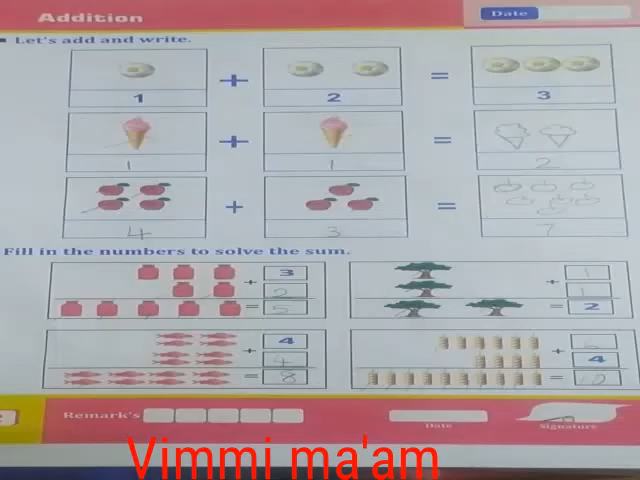 Addition
Date
Let's add and write.
1 + 2 = 3
1 + 1 = 2
4 + 3 = 7
Fill in the numbers to solve the sum.
3 1
+ 2 + 1
= 5 = 2
4 6
+ 4 + 4
= 8 = 10
Remark's
Date Signature
Vimmi ma'am